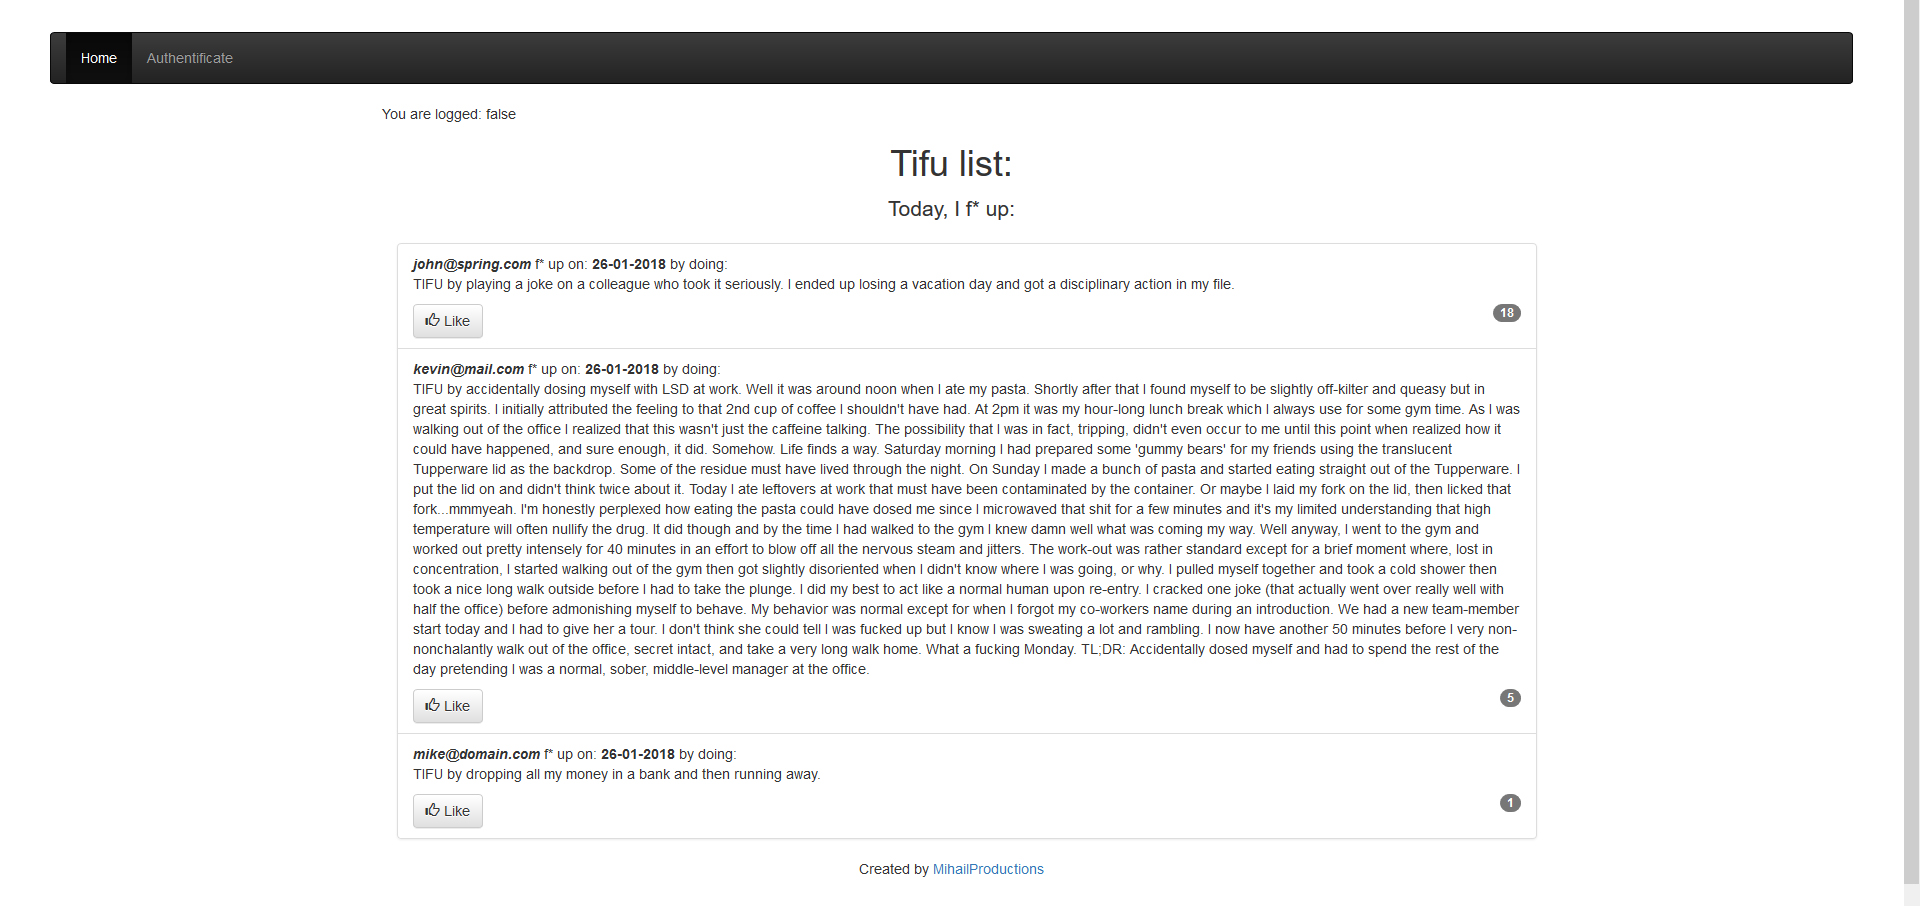 Home Authentificate
You are logged: false
Tifu list:
Today, I f* up:
john@spring.com f* up on: 26-01-2018 by doing:
TIFU by playing a joke on a colleague who took it seriously. I ended up losing a vacation day and got a disciplinary action in my file.
Like 18
kevin@mail.com f* up on: 26-01-2018 by doing:
TIFU by accidentally dosing myself with LSD at work. Well it was around noon when I ate my pasta. Shortly after that I found myself to be slightly off-kilter and queasy but in
great spirits. I initially attributed the feeling to that 2nd cup of coffee I shouldn't have had. At 2pm it was my hour-long lunch break which I always use for some gym time. As I was
walking out of the office I realized that this wasn't just the caffeine talking. The possibility that I was in fact, tripping, didn't even occur to me until this point when realized how it
could have happened, and sure enough, it did. Somehow. Life finds a way. Saturday morning I had prepared some 'gummy bears' for my friends using the translucent
Tupperware lid as the backdrop. Some of the residue must have lived through the night. On Sunday I made a bunch of pasta and started eating straight out of the Tupperware. I
put the lid on and didn't think twice about it. Today I ate leftovers at work that must have been contaminated by the container. Or maybe I laid my fork on the lid, then licked that
fork...mmmyeah. I'm honestly perplexed how eating the pasta could have dosed me since I microwaved that shit for a few minutes and it's my limited understanding that high
temperature will often nullify the drug. It did though and by the time I had walked to the gym I knew damn well what was coming my way. Well anyway, I went to the gym and
worked out pretty intensely for 40 minutes in an effort to blow off all the nervous steam and jitters. The work-out was rather standard except for a brief moment where, lost in
concentration, I started walking out of the gym then got slightly disoriented when I didn't know where I was going, or why. I pulled myself together and took a cold shower then
took a nice long walk outside before I had to take the plunge. I did my best to act like a normal human upon re-entry. I cracked one joke (that actually went over really well with
half the office) before admonishing myself to behave. My behavior was normal except for when I forgot my co-workers name during an introduction. We had a new team-member
start today and I had to give her a tour. I don't think she could tell I was fucked up but I know I was sweating a lot and rambling. I now have another 50 minutes before I very non-
nonchalantly walk out of the office, secret intact, and take a very long walk home. What a fucking Monday. TL;DR: Accidentally dosed myself and had to spend the rest of the
day pretending I was a normal, sober, middle-level manager at the office.
Like 5
mike@domain.com f* up on: 26-01-2018 by doing:
TIFU by dropping all my money in a bank and then running away.
Like 1
Created by MihailProductions